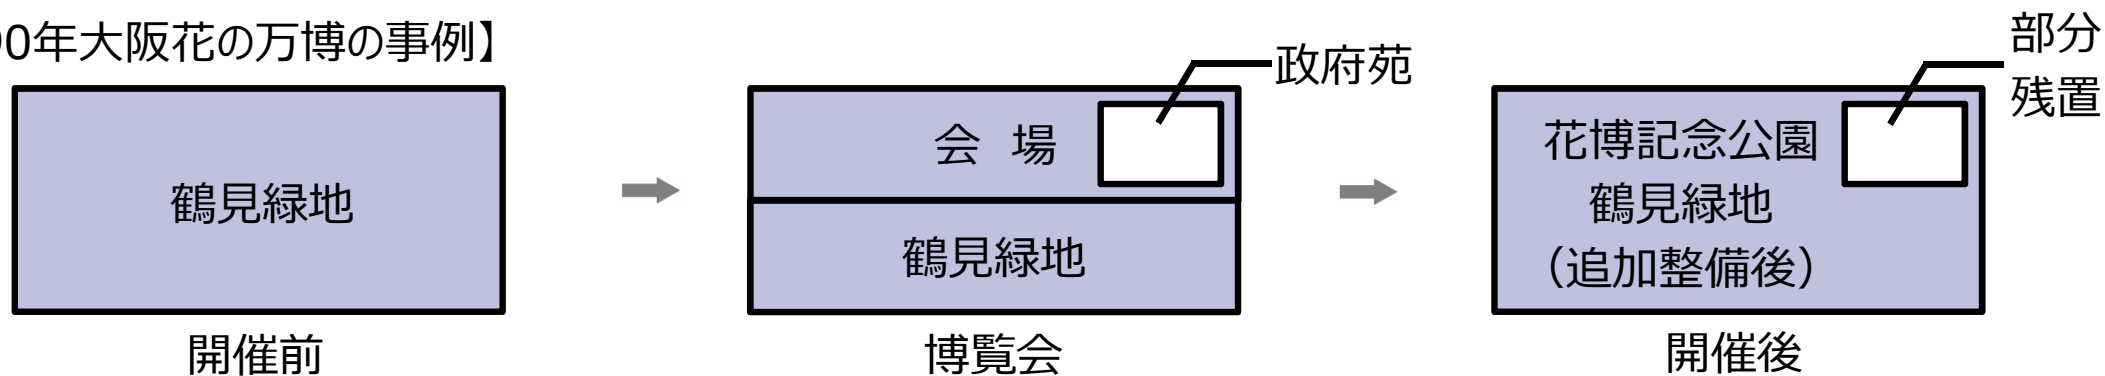 0年大阪花の万博の事例】
鶴見緑地
開催前
政府苑
会 場
鶴見緑地
博覧会
部分
残置
花博記念公園
鶴見緑地
（追加整備後）
開催後